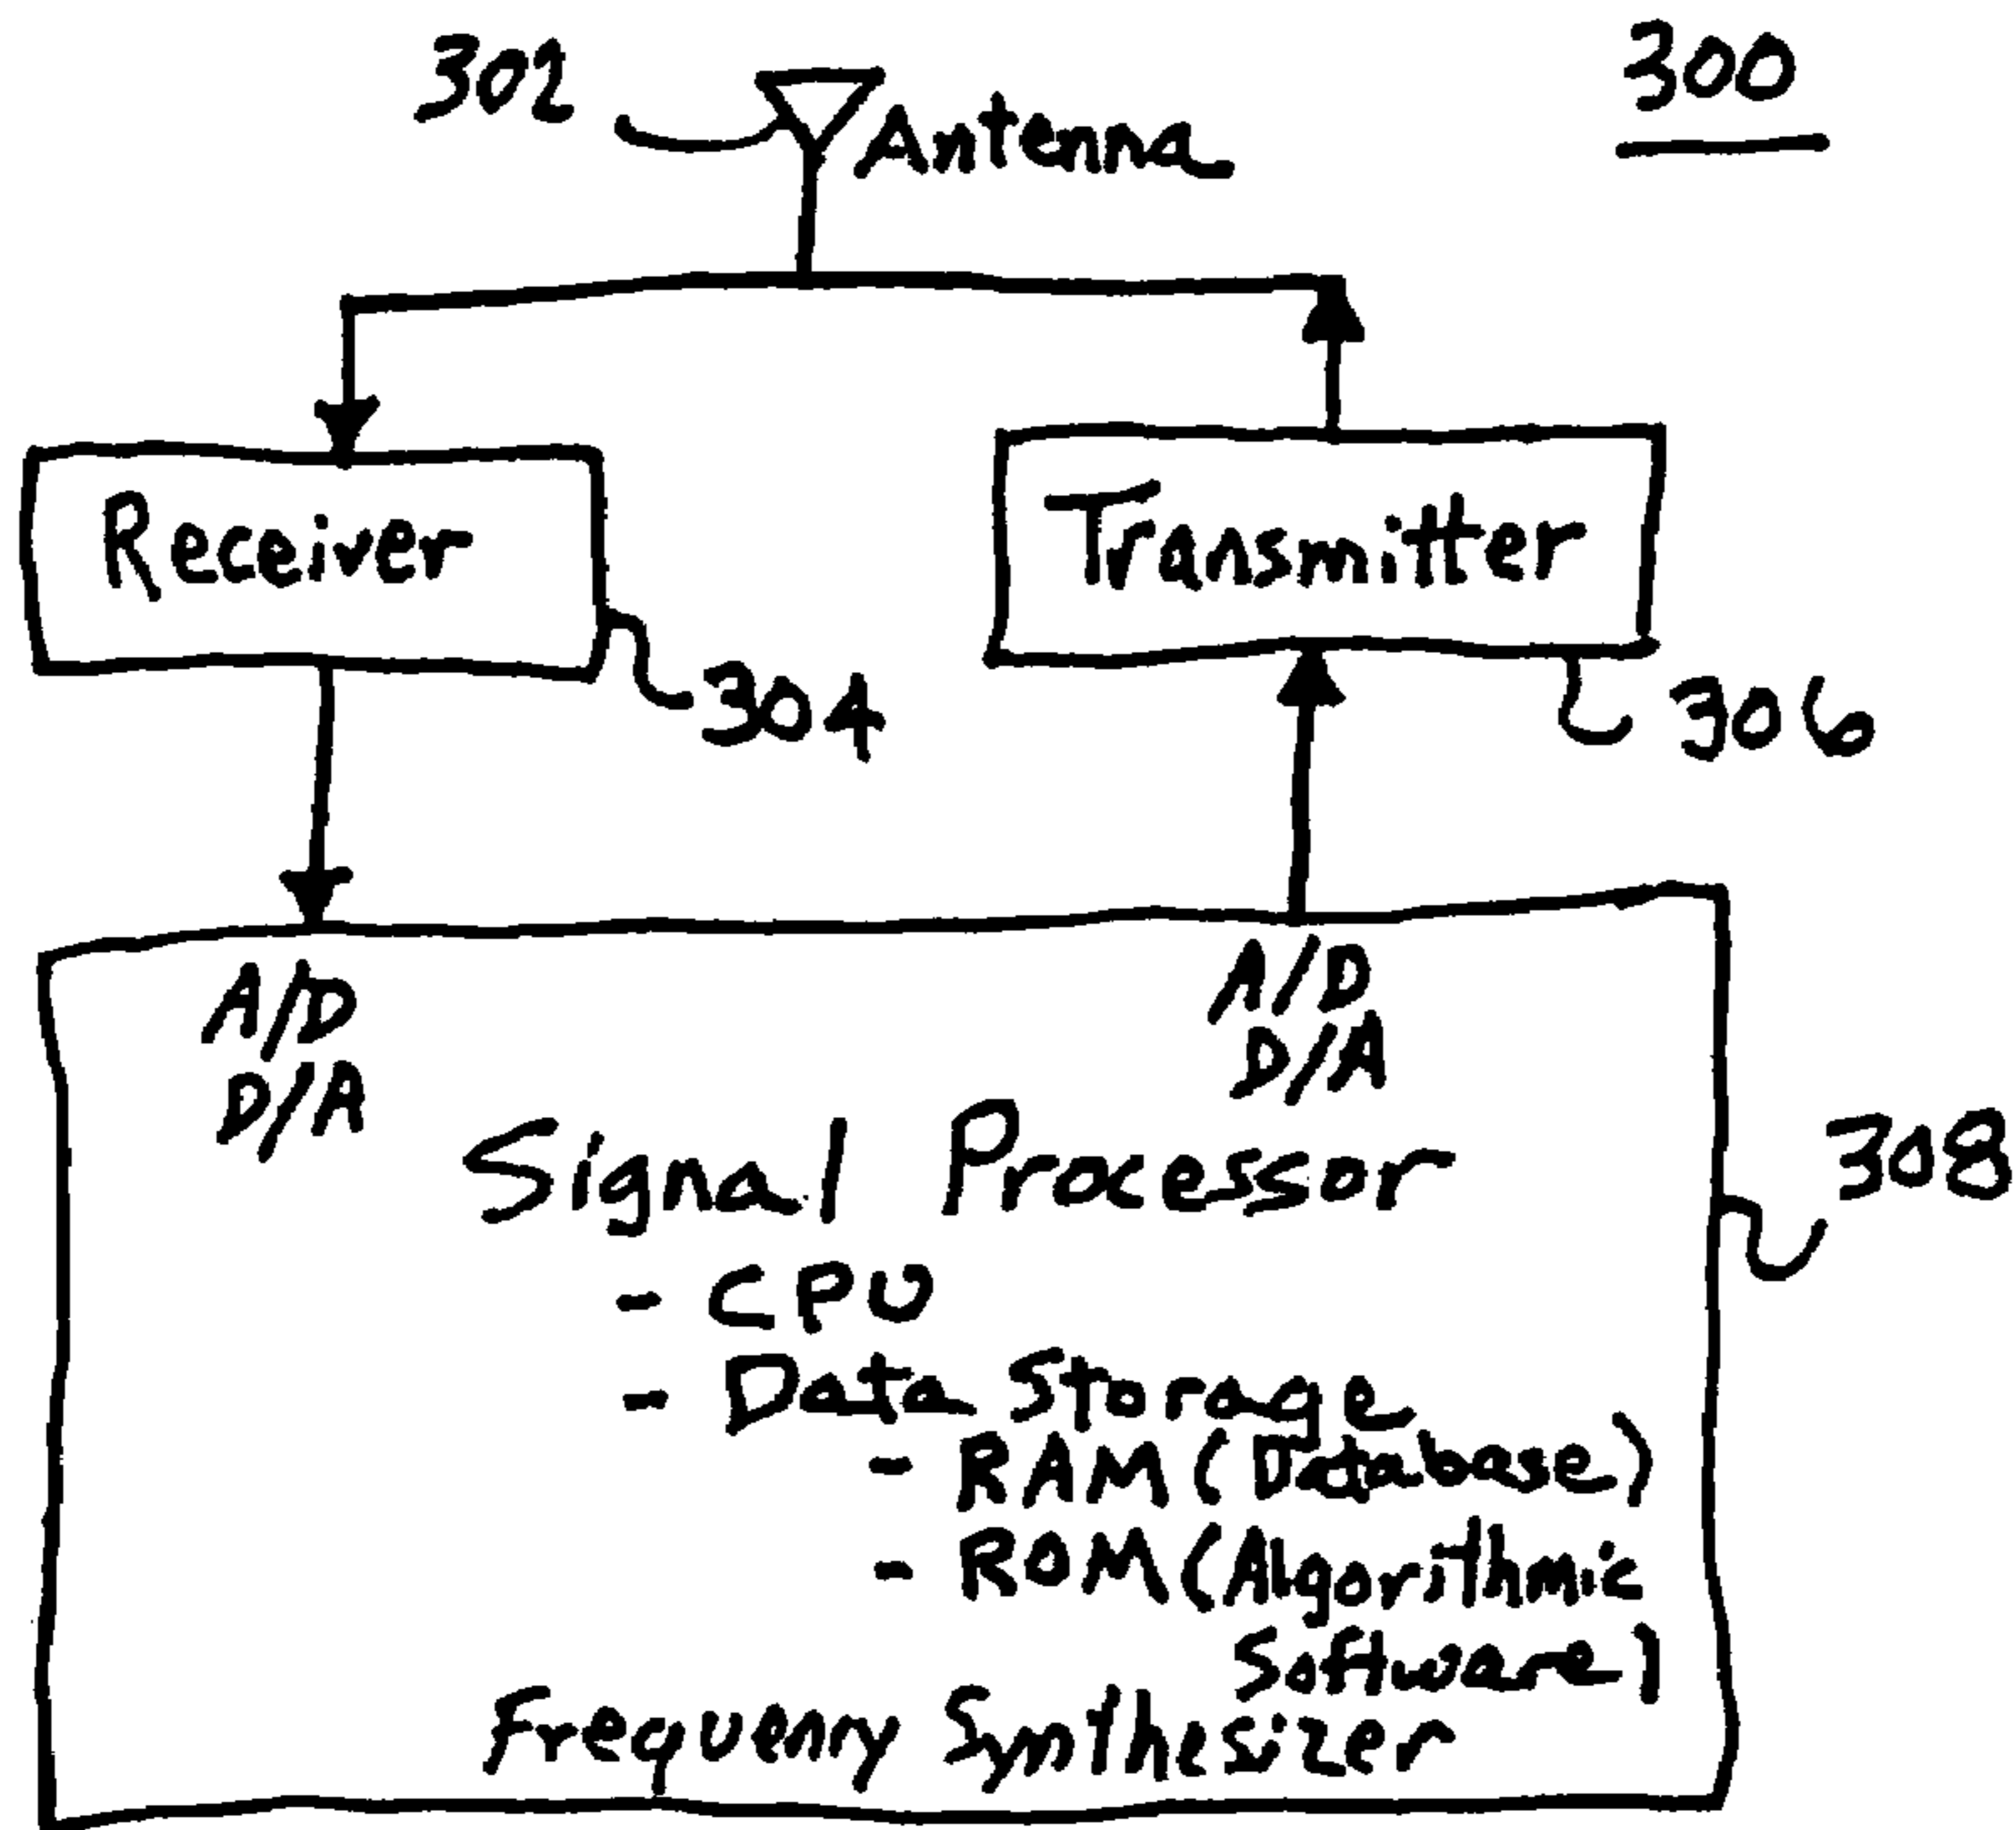 302
Antenna
300
Receiver
Transmitter
304
306
A/D
D/A
A/D
D/A
Signal Processor
308
- CPU
- Data Storage
- RAM (Database)
- ROM (Algorithmic
Software)
Frequency Synthesizer